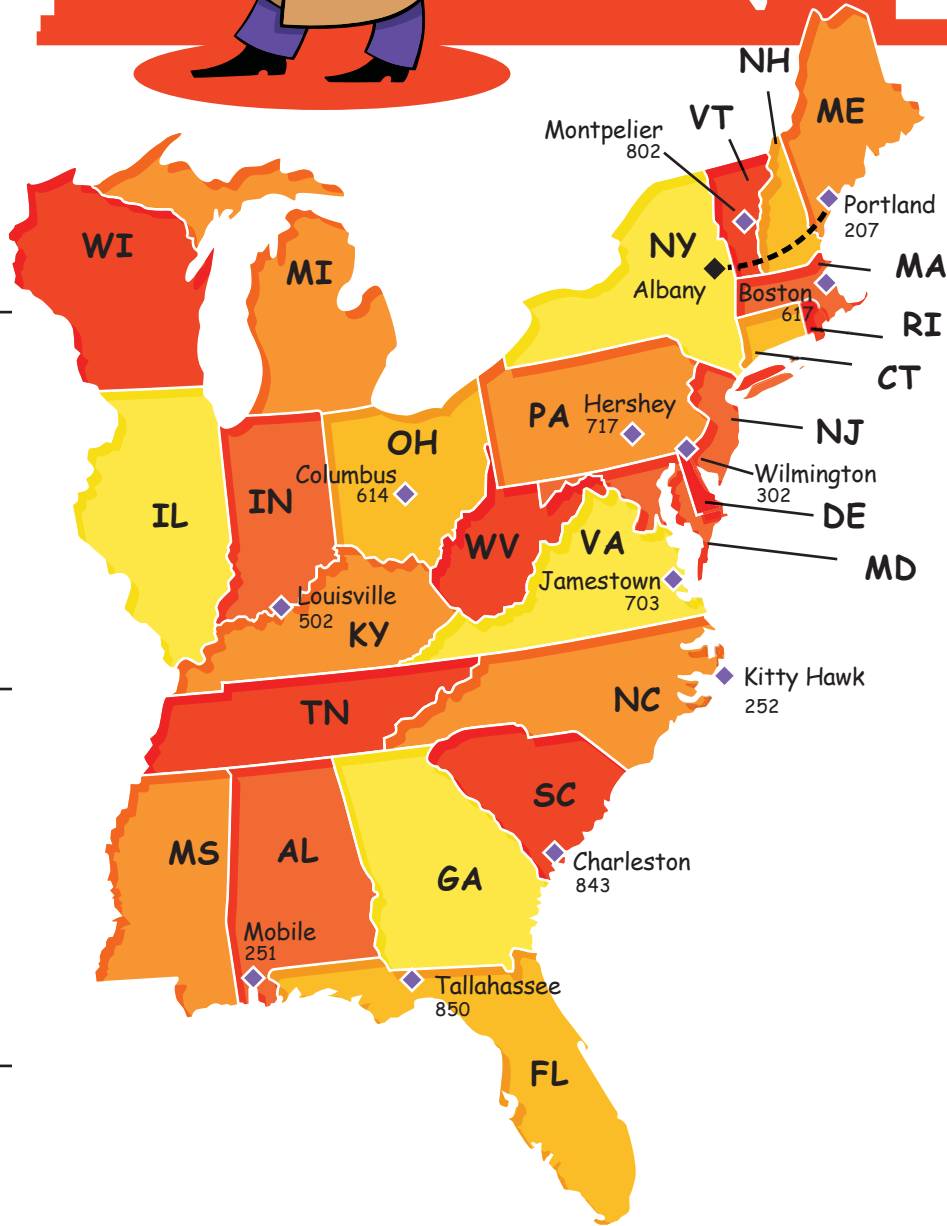 NH
ME
VT
Montpelier
802
Portland
207
WI
NY
MI
MA
Albany
Boston
617
RI
CT
Hershey
PA
717
NJ
OH
Columbus
614
Wilmington
302
IL
IN
DE
WV
VA
MD
Jamestown
703
Louisville
502
KY
Kitty Hawk
252
NC
TN
SC
MS
AL
Charleston
843
GA
Mobile
251
Tallahassee
850
FL